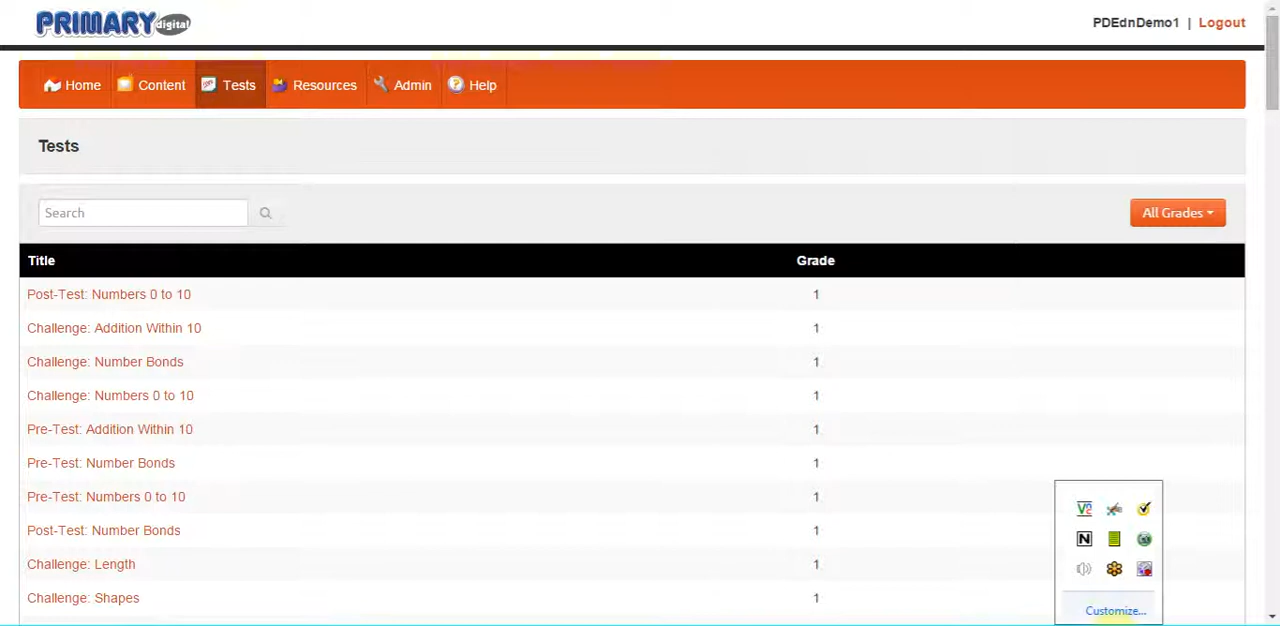 PRIMARY digital
PDEdnDemo1 | Logout
Home Content Tests Resources Admin Help
Tests
Search
All Grades
Title Grade
Post-Test: Numbers 0 to 10 1
Challenge: Addition Within 10 1
Challenge: Number Bonds 1
Challenge: Numbers 0 to 10 1
Pre-Test: Addition Within 10 1
Pre-Test: Number Bonds 1
Pre-Test: Numbers 0 to 10 1
Post-Test: Number Bonds 1
Challenge: Length 1
Challenge: Shapes 1
N
Customize...